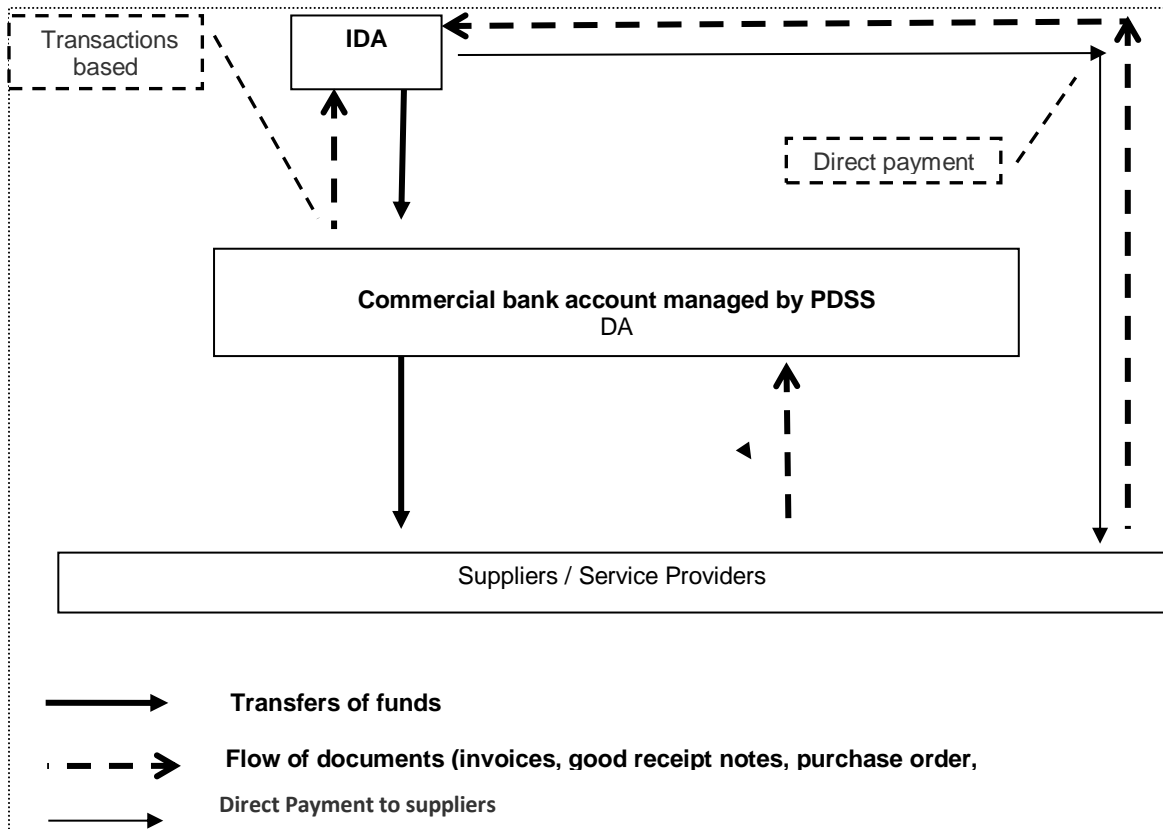 Transactions
based
IDA
Direct payment
Commercial bank account managed by PDSS
DA
Suppliers / Service Providers
Transfers of funds
Flow of documents (invoices, good receipt notes, purchase order,
Direct Payment to suppliers